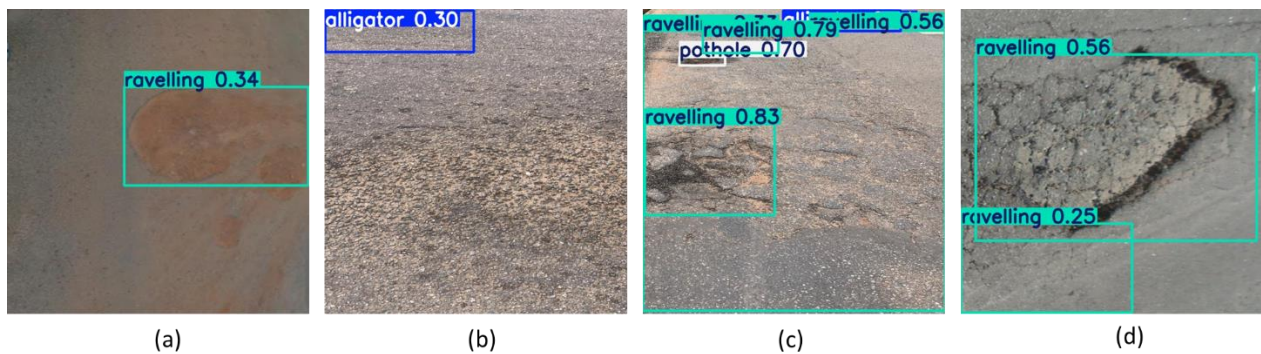 ravelling 0.34
alligator 0.30
ravelling 0.56
ravelling 0.79
pothole 0.70
ravelling 0.83
ravelling 0.56
ravelling 0.25
(a)
(b)
(c)
(d)